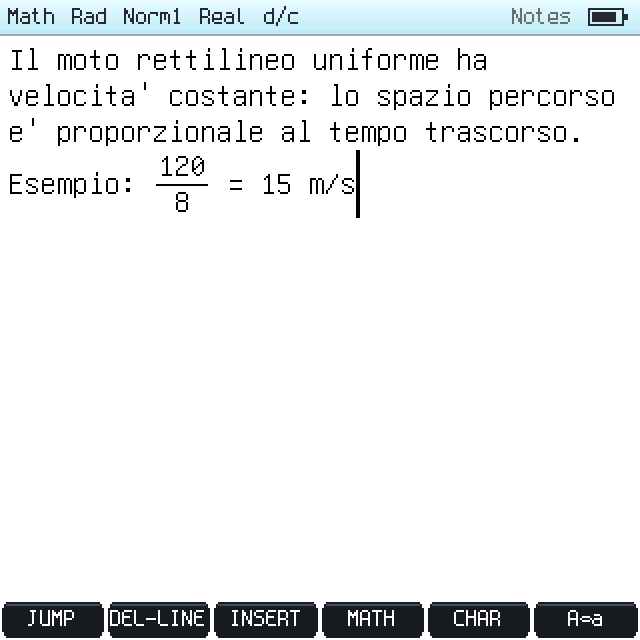 Math Rad Norm1 Real d/c Notes
Il moto rettilineo uniforme ha
velocita' costante: lo spazio percorso
e' proporzionale al tempo trascorso.
Esempio: 120/8 = 15 m/s
JUMP DEL-LINE INSERT MATH CHAR A⇔a